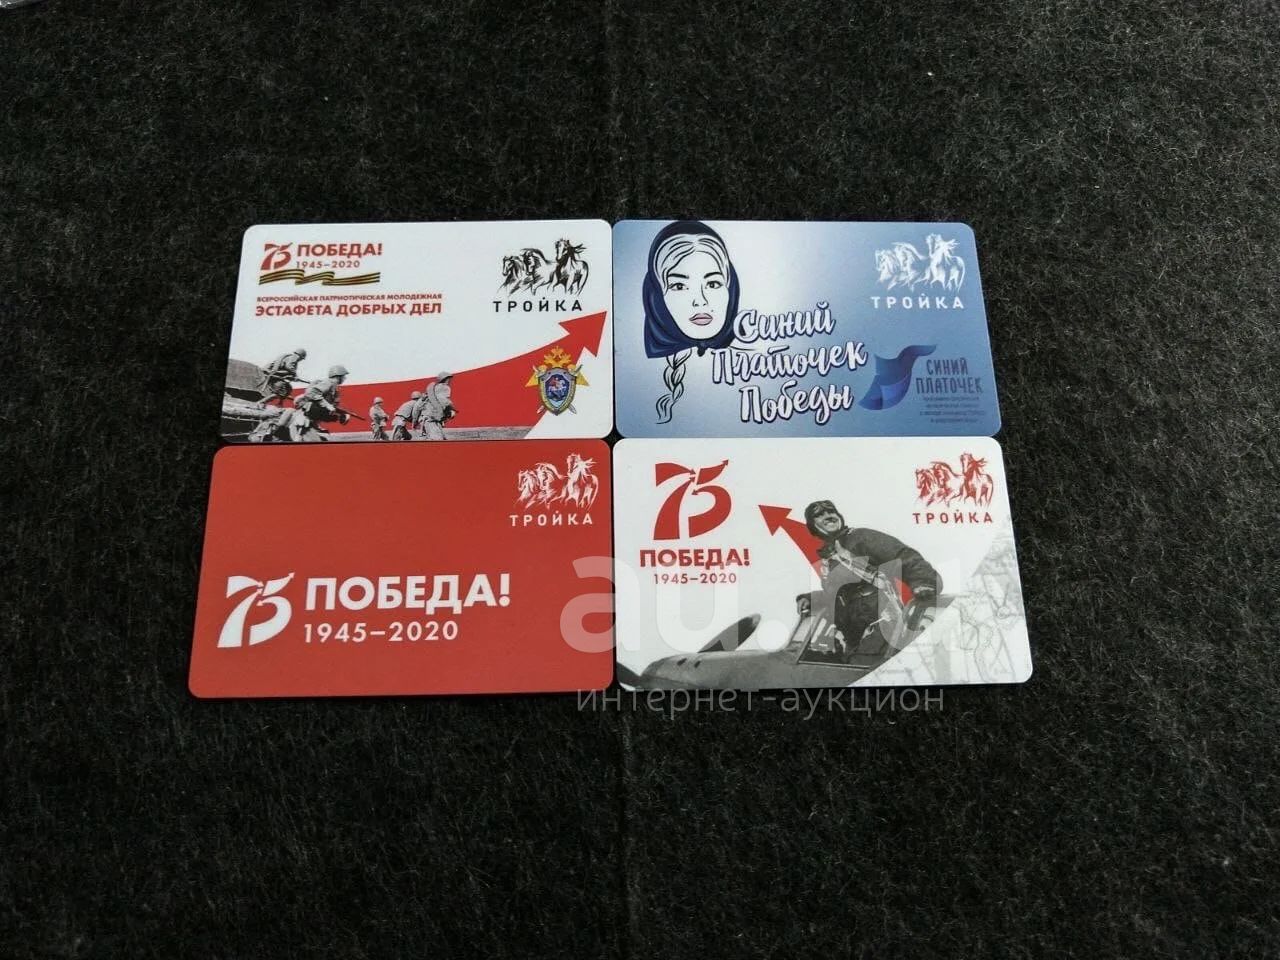 75 ПОБЕДА!
1945–2020
ВСЕРОССИЙСКАЯ ПАТРИОТИЧЕСКАЯ МОЛОДЕЖНАЯ
ЭСТАФЕТА ДОБРЫХ ДЕЛ
ТРОЙКА
ТРОЙКА
Синий
Платочек
Победы
СИНИЙ
ПЛАТОЧЕК
ТРОЙКА
75 ПОБЕДА!
1945–2020
75
ПОБЕДА!
1945–2020
ТРОЙКА
au.ru
интернет-аукцион